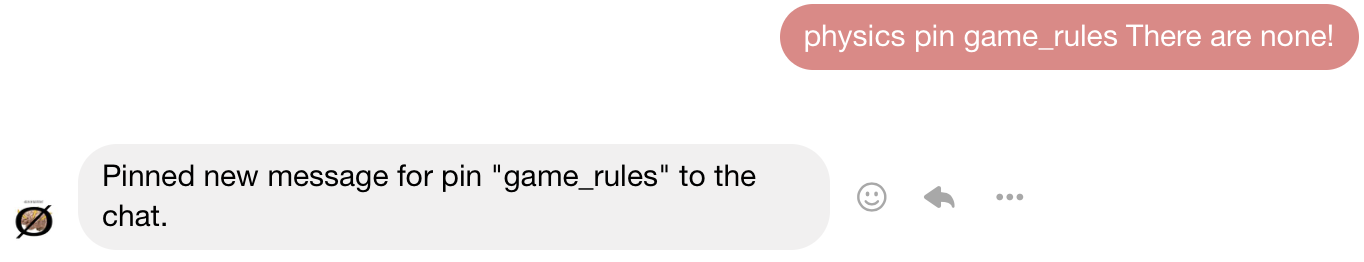 physics pin game_rules There are none!
Pinned new message for pin "game_rules" to the
chat.